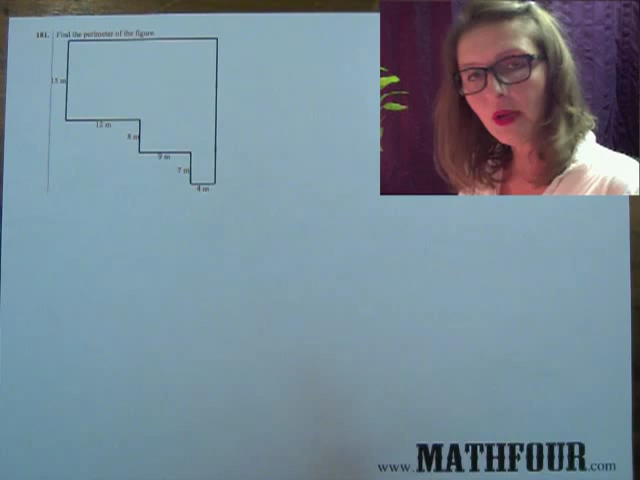 181. Find the perimeter of the figure.
15 m
12 m
8 m
9 m
7 m
4 m
www.MATHFOUR.com